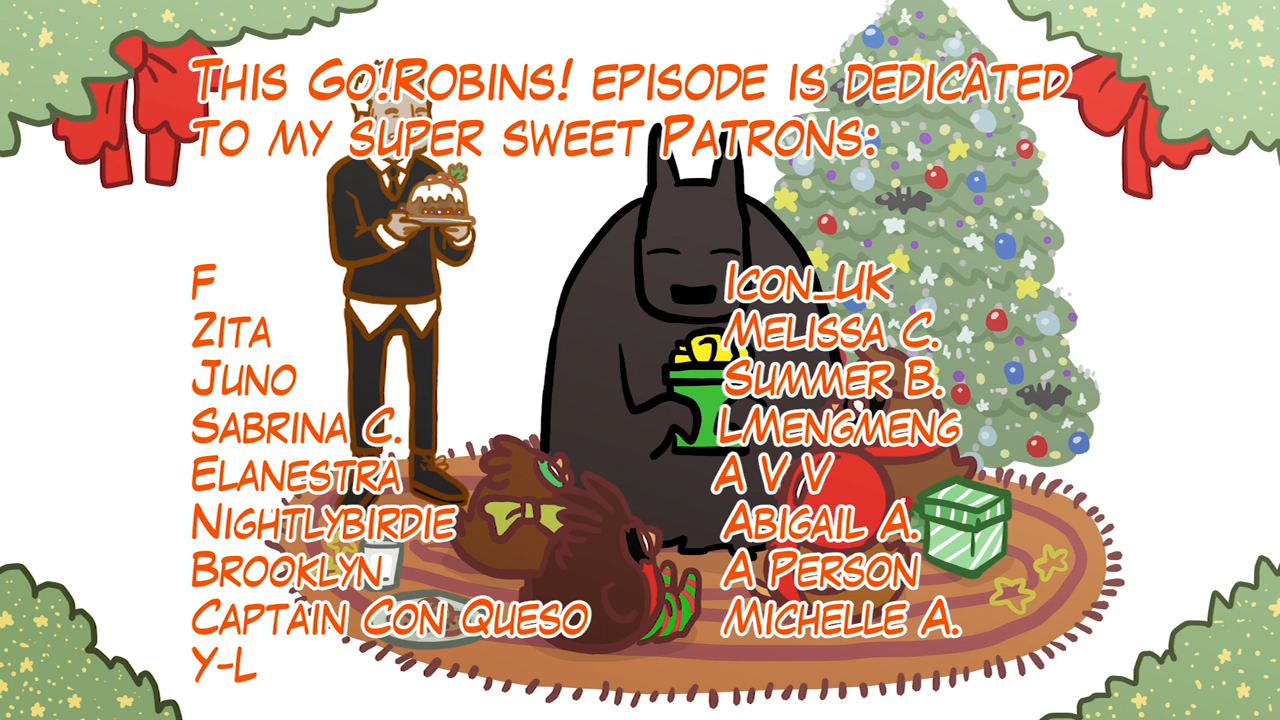 This Go!Robins! episode is dedicated
to my super sweet Patrons:
F
Zita
Juno
Sabrina C.
Elanestra
Nightlybirdie
Brooklyn
Captain Con Queso
Y-L
Icon_UK
Melissa C.
Summer B.
LMengmeng
A V V
Abigail A.
A Person
Michelle A.